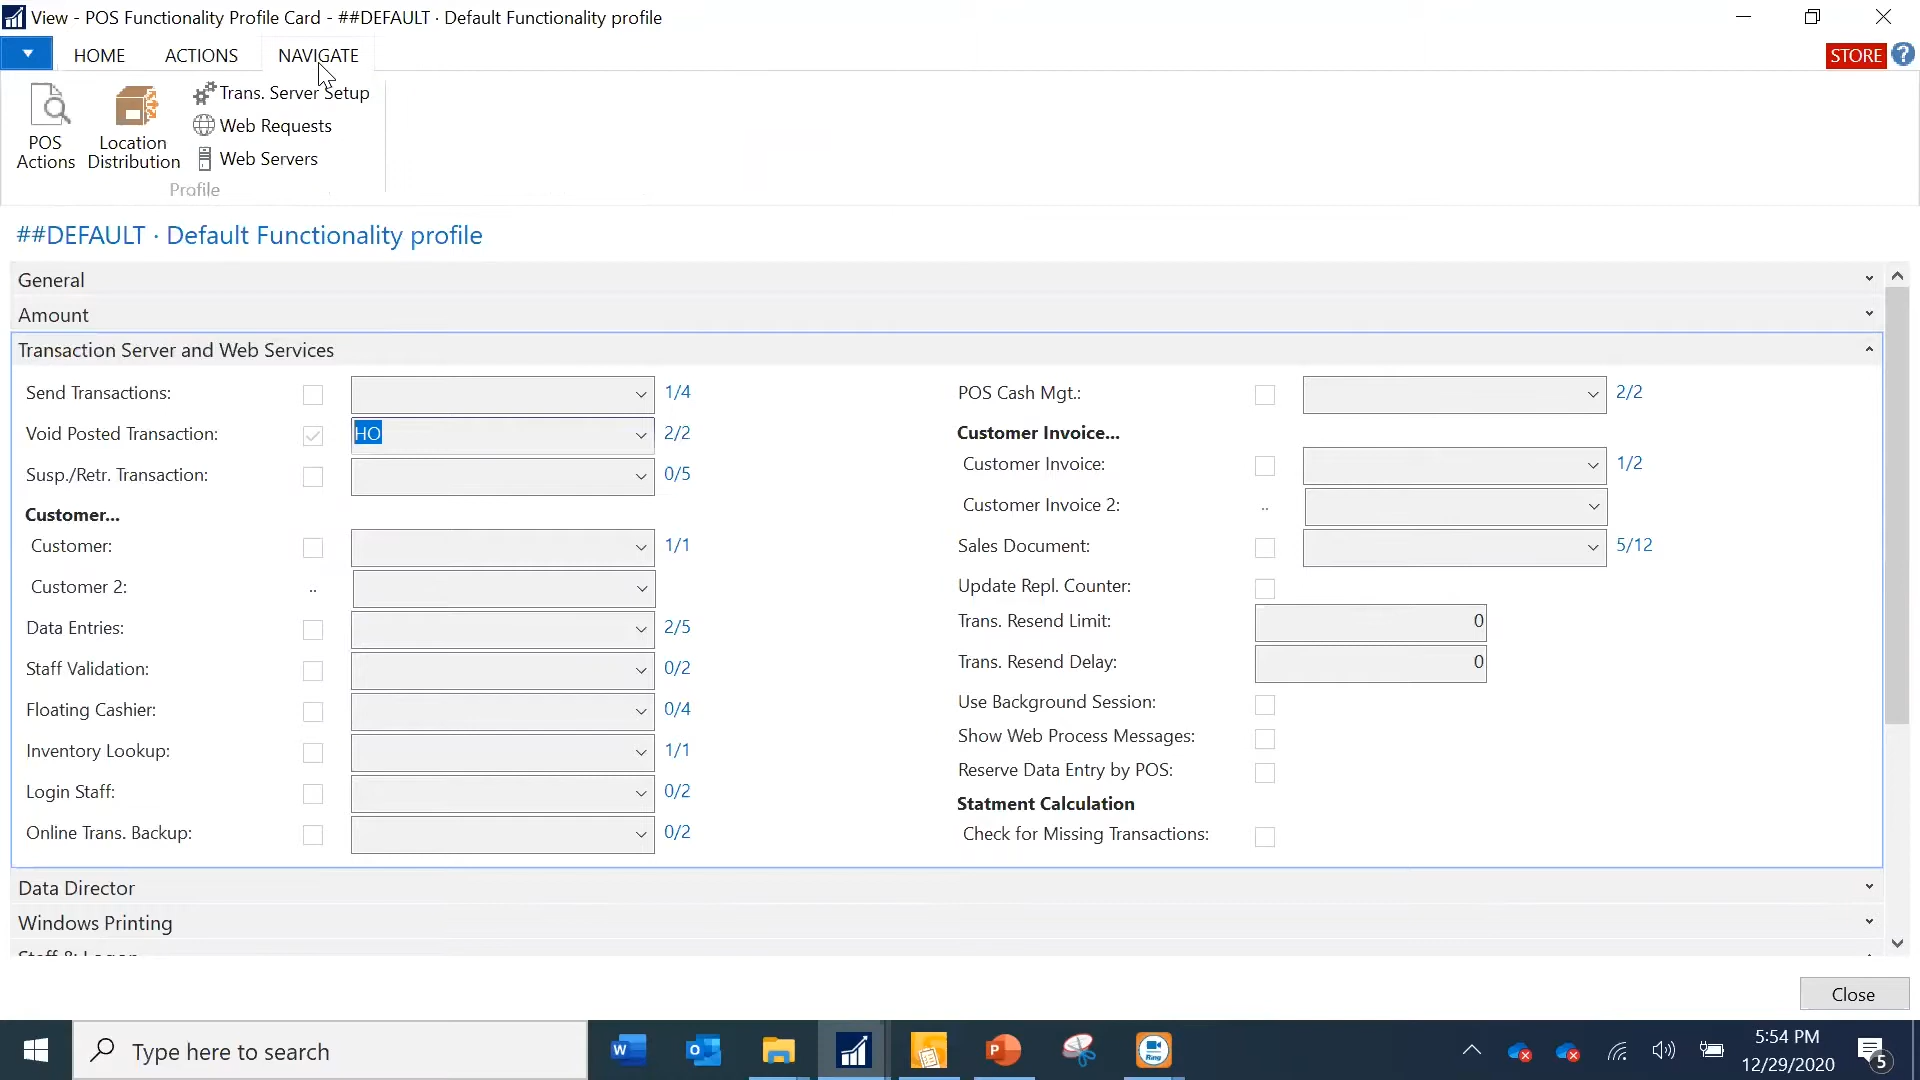 View - POS Functionality Profile Card - ##DEFAULT · Default Functionality profile
HOME ACTIONS NAVIGATE
STORE ?
POS Actions
Location Distribution
Trans. Server Setup
Web Requests
Web Servers
Profile
##DEFAULT · Default Functionality profile
General
Amount
Transaction Server and Web Services
Send Transactions: 1/4
Void Posted Transaction: HO 2/2
Susp./Retr. Transaction: 0/5
Customer...
Customer: 1/1
Customer 2: ..
Data Entries: 2/5
Staff Validation: 0/2
Floating Cashier: 0/4
Inventory Lookup: 1/1
Login Staff: 0/2
Online Trans. Backup: 0/2
POS Cash Mgt.: 2/2
Customer Invoice...
Customer Invoice: 1/2
Customer Invoice 2: ..
Sales Document: 5/12
Update Repl. Counter:
Trans. Resend Limit: 0
Trans. Resend Delay: 0
Use Background Session:
Show Web Process Messages:
Reserve Data Entry by POS:
Statment Calculation
Check for Missing Transactions:
Data Director
Windows Printing
Staff & Logon
Close
Type here to search
5:54 PM
12/29/2020
5